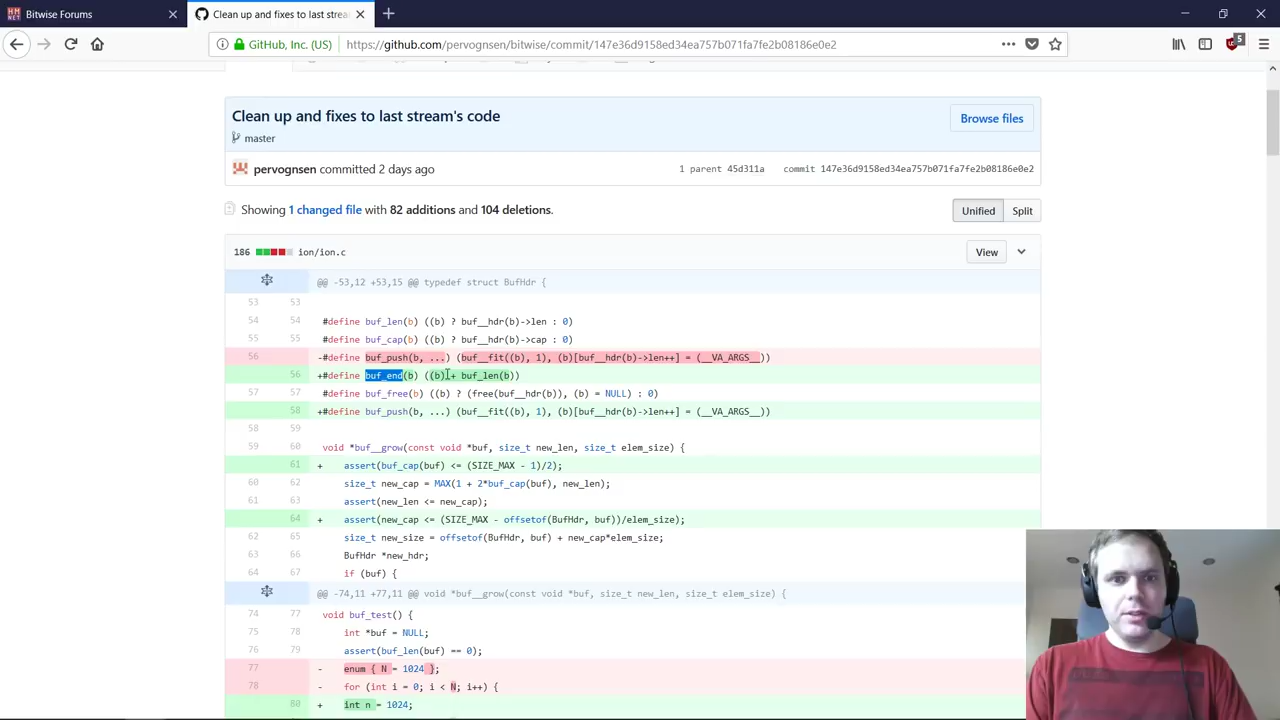 Bitwise Forums
Clean up and fixes to last strea
GitHub, Inc. (US)
https://github.com/pervognsen/bitwise/commit/147e36d9158ed34ea757b071fa7fe2b08186e0e2
5
Clean up and fixes to last stream's code
Browse files
master
pervognsen committed 2 days ago
1 parent 45d311a commit 147e36d9158ed34ea757b071fa7fe2b08186e0e2
Showing 1 changed file with 82 additions and 104 deletions.
Unified Split
186 ion/ion.c
View
@@ -53,12 +53,15 @@ typedef struct BufHdr {
53 53
54 54 #define buf_len(b) ((b) ? buf__hdr(b)->len : 0)
55 55 #define buf_cap(b) ((b) ? buf__hdr(b)->cap : 0)
56 -#define buf_push(b, ...) (buf__fit((b), 1), (b)[buf__hdr(b)->len++] = (__VA_ARGS__))
56 +#define buf_end(b) ((b) + buf_len(b))
57 57 #define buf_free(b) ((b) ? (free(buf__hdr(b)), (b) = NULL) : 0)
58 +#define buf_push(b, ...) (buf__fit((b), 1), (b)[buf__hdr(b)->len++] = (__VA_ARGS__))
58 59
59 60 void *buf__grow(const void *buf, size_t new_len, size_t elem_size) {
61 + assert(buf_cap(buf) <= (SIZE_MAX - 1)/2);
60 62 size_t new_cap = MAX(1 + 2*buf_cap(buf), new_len);
61 63 assert(new_len <= new_cap);
64 + assert(new_cap <= (SIZE_MAX - offsetof(BufHdr, buf))/elem_size);
62 65 size_t new_size = offsetof(BufHdr, buf) + new_cap*elem_size;
63 66 BufHdr *new_hdr;
64 67 if (buf) {
@@ -74,11 +77,11 @@ void *buf__grow(const void *buf, size_t new_len, size_t elem_size) {
74 77 void buf_test() {
75 78 int *buf = NULL;
76 79 assert(buf_len(buf) == 0);
77 - enum { N = 1024 };
78 - for (int i = 0; i < N; i++) {
80 + int n = 1024;